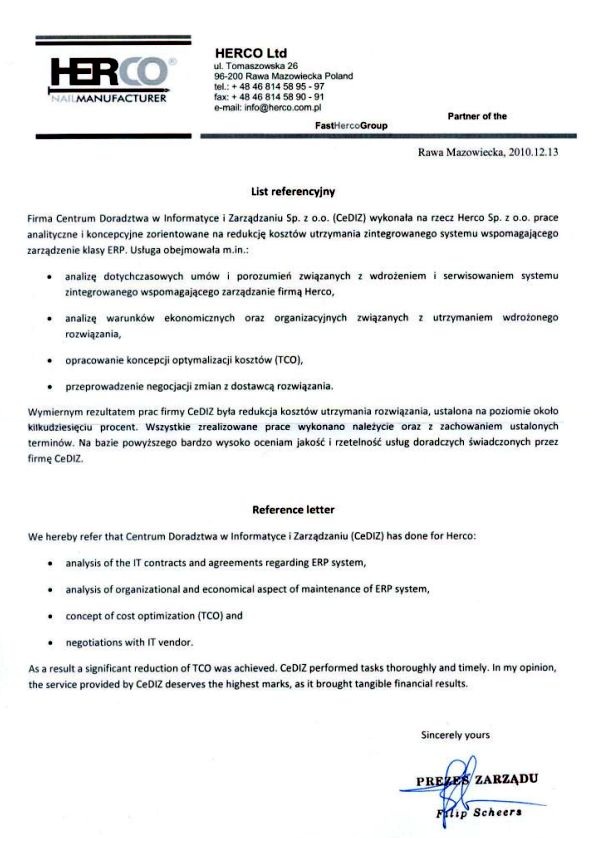 HERCO®
NAILMANUFACTURER
HERCO Ltd
ul. Tomaszowska 26
96-200 Rawa Mazowiecka Poland
tel.: + 48 46 814 58 95 - 97
fax: + 48 46 814 58 90 - 91
e-mail: info@herco.com.pl
Partner of the
FastHercoGroup
Rawa Mazowiecka, 2010.12.13
List referencyjny
Firma Centrum Doradztwa w Informatyce i Zarządzaniu Sp. z o.o. (CeDIZ) wykonała na rzecz Herco Sp. z o.o. prace
analityczne i koncepcyjne zorientowane na redukcję kosztów utrzymania zintegrowanego systemu wspomagającego
zarządzenie klasy ERP. Usługa obejmowała m.in.:
• analizę dotychczasowych umów i porozumień związanych z wdrożeniem i serwisowaniem systemu
zintegrowanego wspomagającego zarządzanie firmą Herco,
• analizę warunków ekonomicznych oraz organizacyjnych związanych z utrzymaniem wdrożonego
rozwiązania,
• opracowanie koncepcji optymalizacji kosztów (TCO),
• przeprowadzenie negocjacji zmian z dostawcą rozwiązania.
Wymiernym rezultatem prac firmy CeDIZ była redukcja kosztów utrzymania rozwiązania, ustalona na poziomie około
kilkudziesięciu procent. Wszystkie zrealizowane prace wykonano należycie oraz z zachowaniem ustalonych
terminów. Na bazie powyższego bardzo wysoko oceniam jakość i rzetelność usług doradczych świadczonych przez
firmę CeDIZ.
Reference letter
We hereby refer that Centrum Doradztwa w Informatyce i Zarządzaniu (CeDIZ) has done for Herco:
• analysis of the IT contracts and agreements regarding ERP system,
• analysis of organizational and economical aspect of maintenance of ERP system,
• concept of cost optimization (TCO) and
• negotiations with IT vendor.
As a result a significant reduction of TCO was achieved. CeDIZ performed tasks thoroughly and timely. In my opinion,
the service provided by CeDIZ deserves the highest marks, as it brought tangible financial results.
Sincerely yours
PREZES ZARZĄDU
Filip Scheers